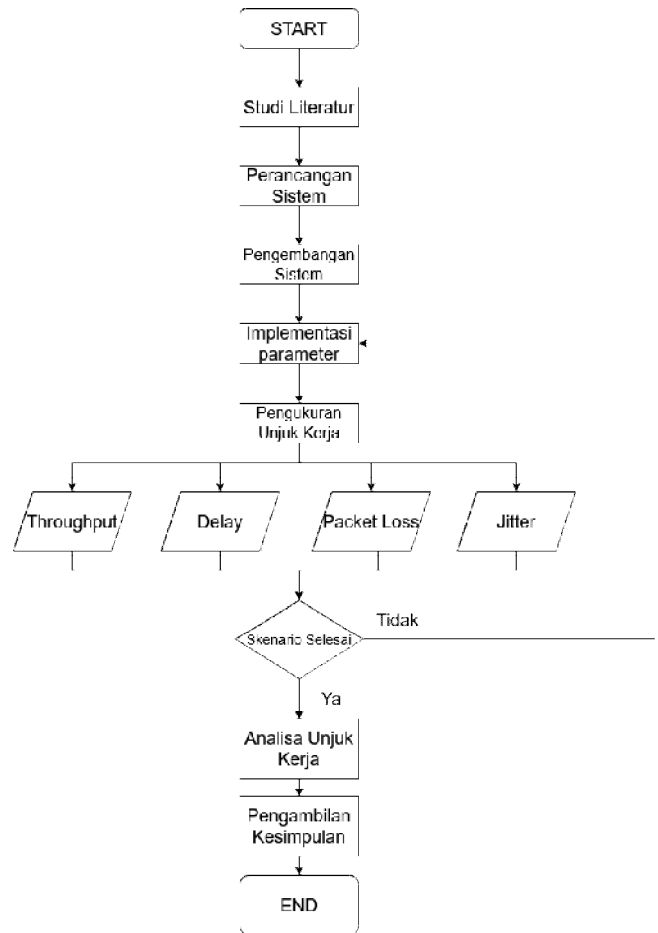 START
Studi Literatur
Perancangan
Sistem
Pengembangan
Sistem
Implementasi
parameter
Pengukuran
Unjuk Kerja
Throughput
Delay
Packet Loss
Jitter
Skenario Selesai
Tidak
Ya
Analisa Unjuk
Kerja
Pengambilan
Kesimpulan
END